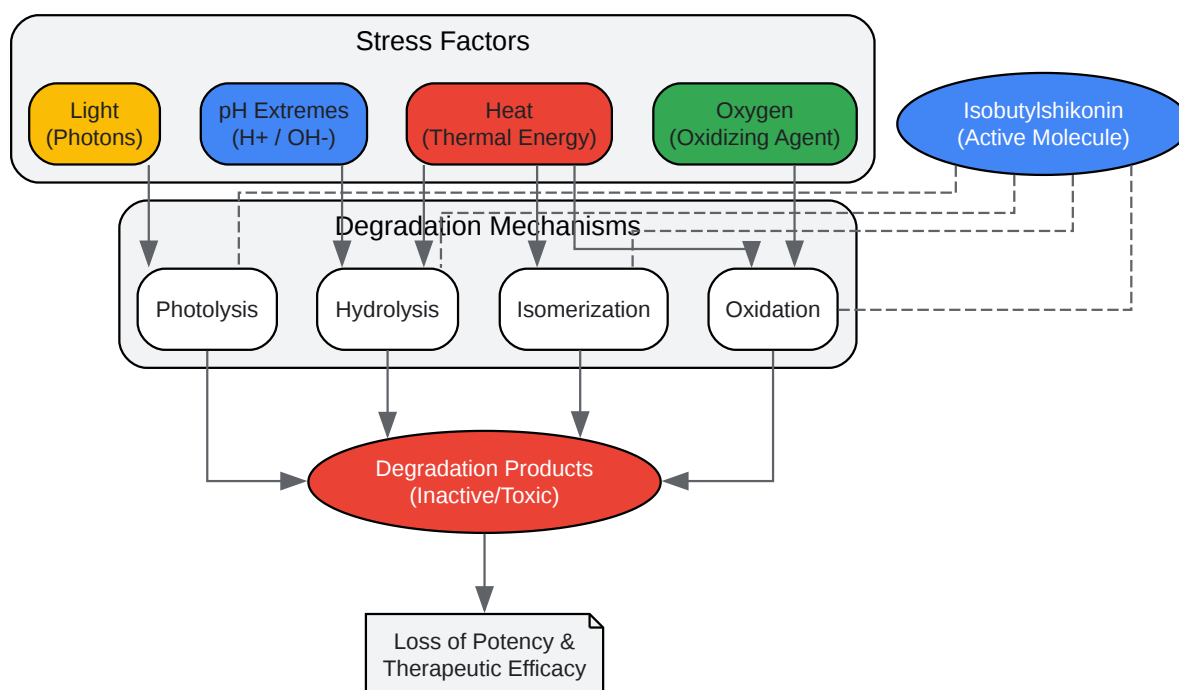 Stress Factors
Light
(Photons)
pH Extremes
(H+ / OH-)
Heat
(Thermal Energy)
Oxygen
(Oxidizing Agent)
Isobutylshikonin
(Active Molecule)
Degradation Mechanisms
Photolysis
Hydrolysis
Isomerization
Oxidation
Degradation Products
(Inactive/Toxic)
Loss of Potency &
Therapeutic Efficacy